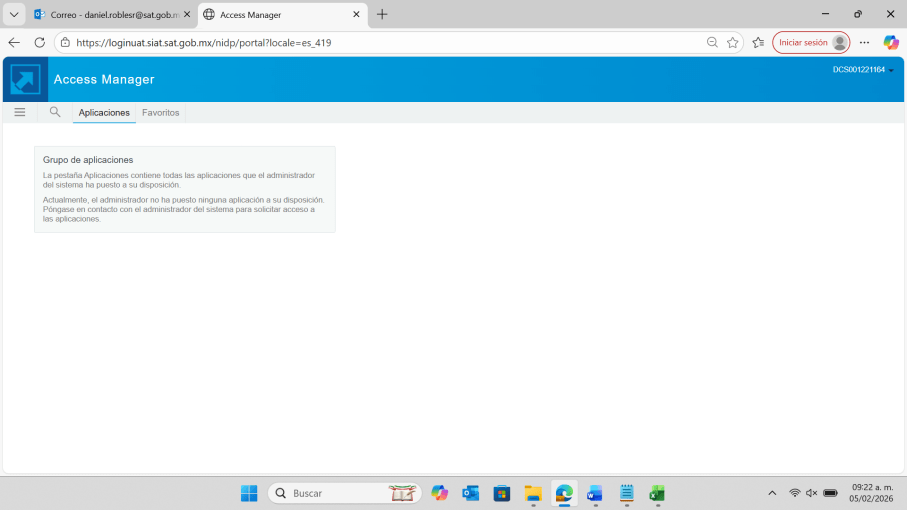 Correo - daniel.roblesr@sat.gob.m
Access Manager
https://loginuat.siat.sat.gob.mx/nidp/portal?locale=es_419
Iniciar sesión
Access Manager
DCS001221164
Aplicaciones
Favoritos
Grupo de aplicaciones
La pestaña Aplicaciones contiene todas las aplicaciones que el administrador
del sistema ha puesto a su disposición.
Actualmente, el administrador no ha puesto ninguna aplicación a su disposición.
Póngase en contacto con el administrador del sistema para solicitar acceso a
las aplicaciones.
Buscar
09:22 a. m.
05/02/2026